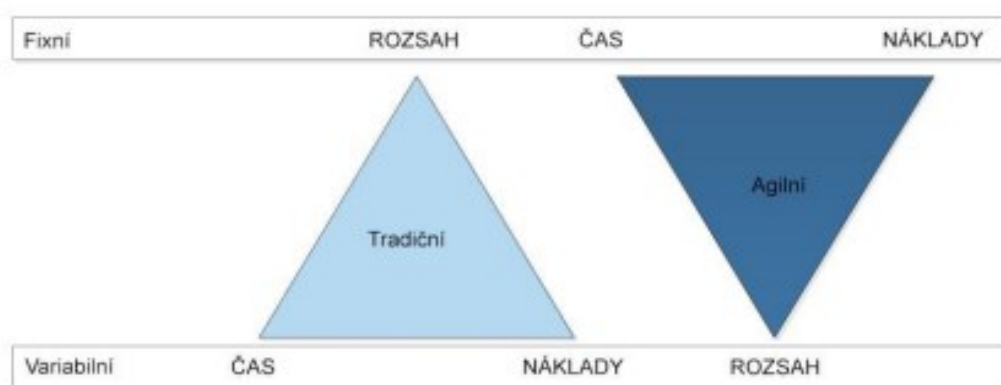 Fixní ROZSAH ČAS NÁKLADY
Tradiční
Agilní
Variabilní ČAS NÁKLADY ROZSAH